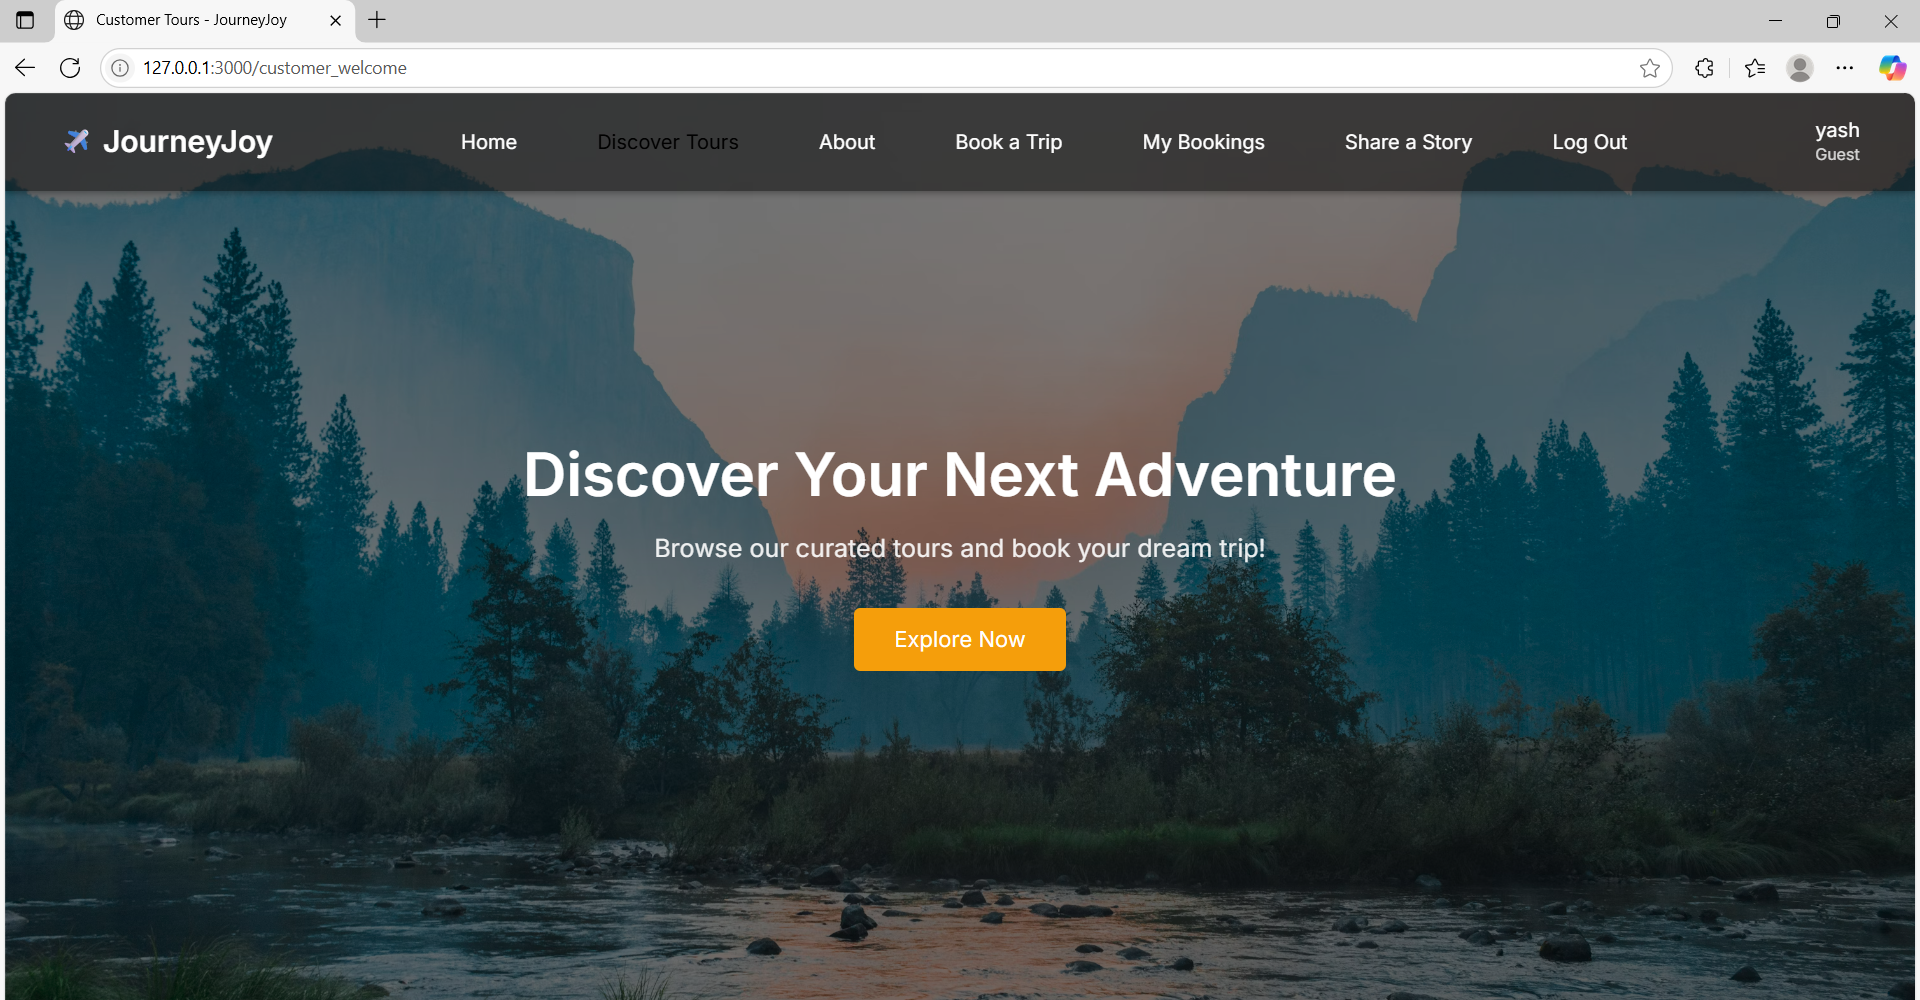 Customer Tours - JourneyJoy
127.0.0.1:3000/customer_welcome
JourneyJoy
Home
Discover Tours
About
Book a Trip
My Bookings
Share a Story
Log Out
yash
Guest
Discover Your Next Adventure
Browse our curated tours and book your dream trip!
Explore Now